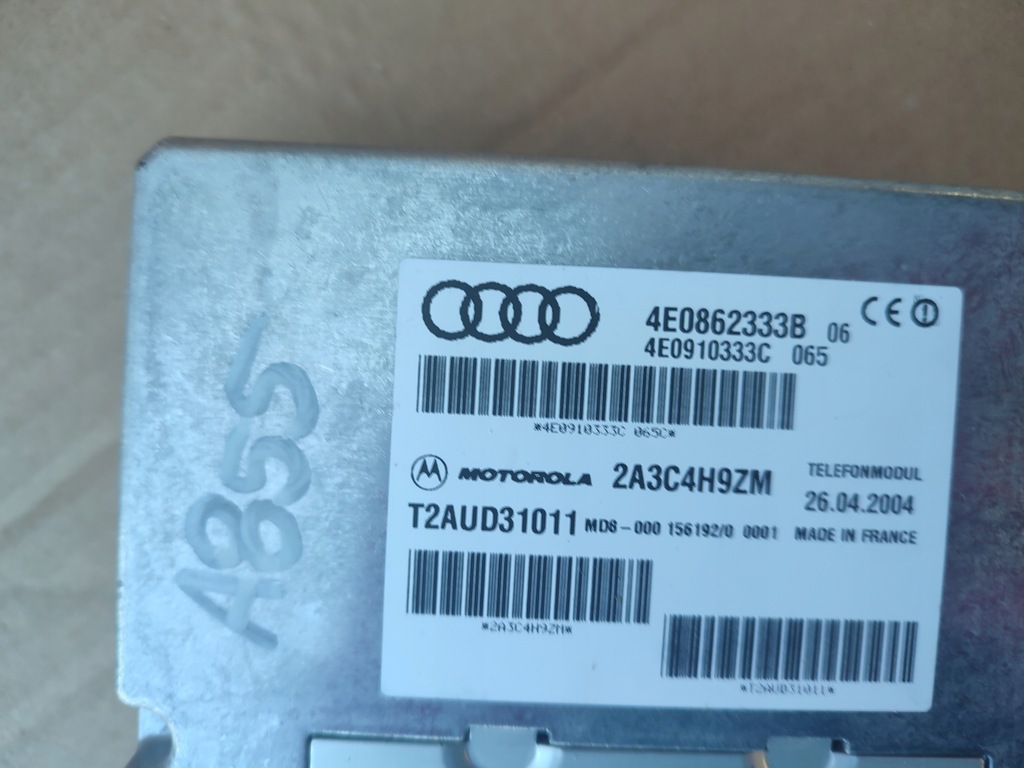 4E0862333B 06
4E0910333C 065
*4E0910333C 065C*
MOTOROLA 2A3C4H9ZM TELEFONMODUL
26.04.2004
T2AUD31011 MD8-000 156192/0 0001 MADE IN FRANCE
*2A3C4H9ZM*
*T2AUD31011*
A855